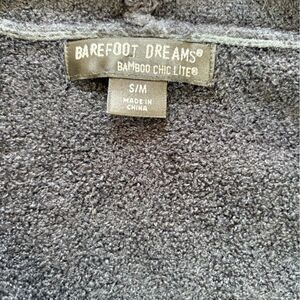 BAREFOOT DREAMS®
BAMBOO CHIC LITE®
S/M
MADE IN
CHINA